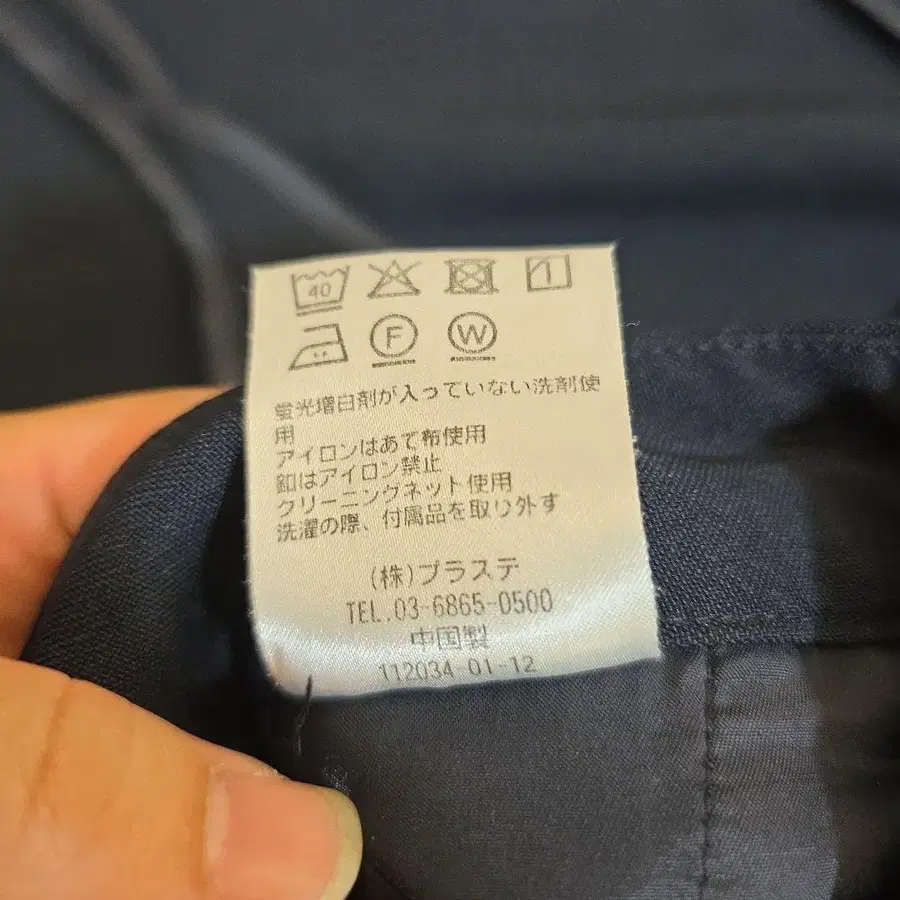 40
F
W
蛍光増白剤が入っていない洗剤使
用
アイロンはあて布使用
釦はアイロン禁止
クリーニングネット使用
洗濯の際、付属品を取り外す
(株)プラステ
TEL.03-6865-0500
中国製
112034-01-12